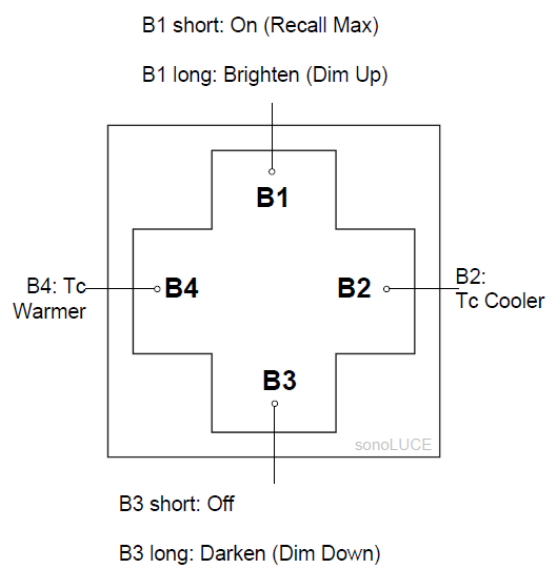 B1 short: On (Recall Max)
B1 long: Brighten (Dim Up)
B1
B4: Tc
Warmer
B4
B2
B2:
Tc Cooler
B3
sonoLUCE
B3 short: Off
B3 long: Darken (Dim Down)